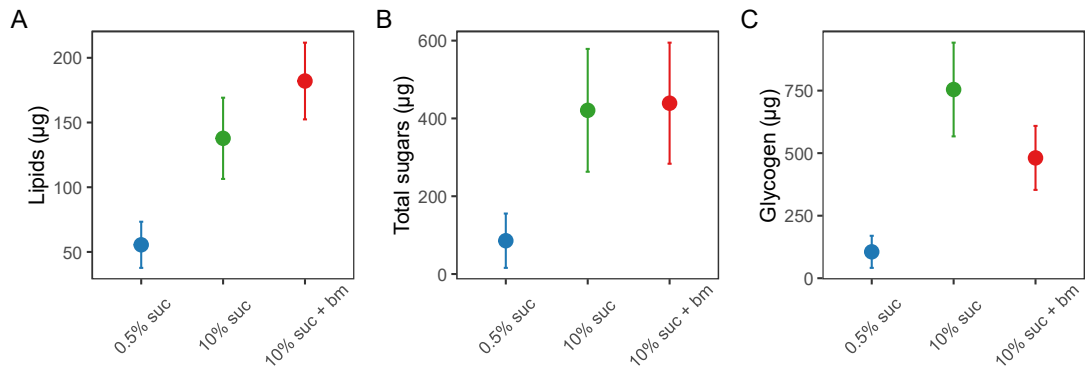 A
Lipids (µg)
200
150
100
50
0.5% suc
10% suc
10% suc + bm
B
Total sugars (µg)
600
400
200
0
0.5% suc
10% suc
10% suc + bm
C
Glycogen (µg)
750
500
250
0
0.5% suc
10% suc
10% suc + bm